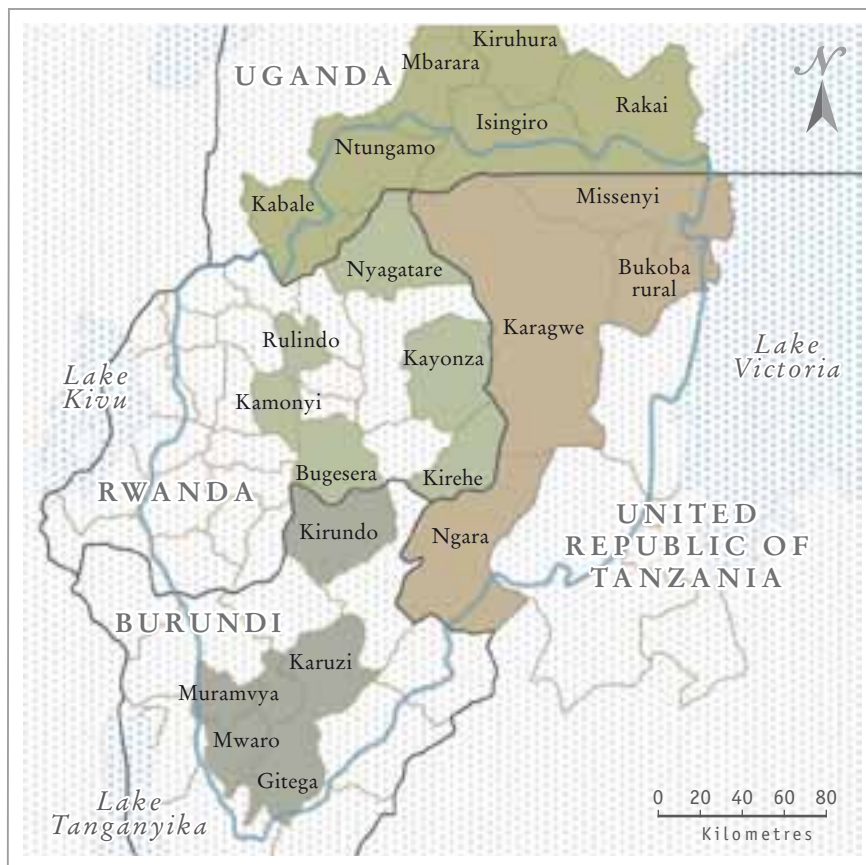 Kiruhura
UGANDA
Mbarara
N
Rakai
Isingiro
Ntungamo
Kabale
Missenyi
Nyagatare
Bukoba
rural
Karagwe
Rulindo
Kayonza
Lake
Victoria
Lake
Kivu
Kamonyi
Bugesera
Kirehe
RWANDA
UNITED
REPUBLIC OF
TANZANIA
Kirundo
Ngara
BURUNDI
Karuzi
Muramvya
Mwaro
Gitega
Lake
Tanganyika
0 20 40 60 80
Kilometres